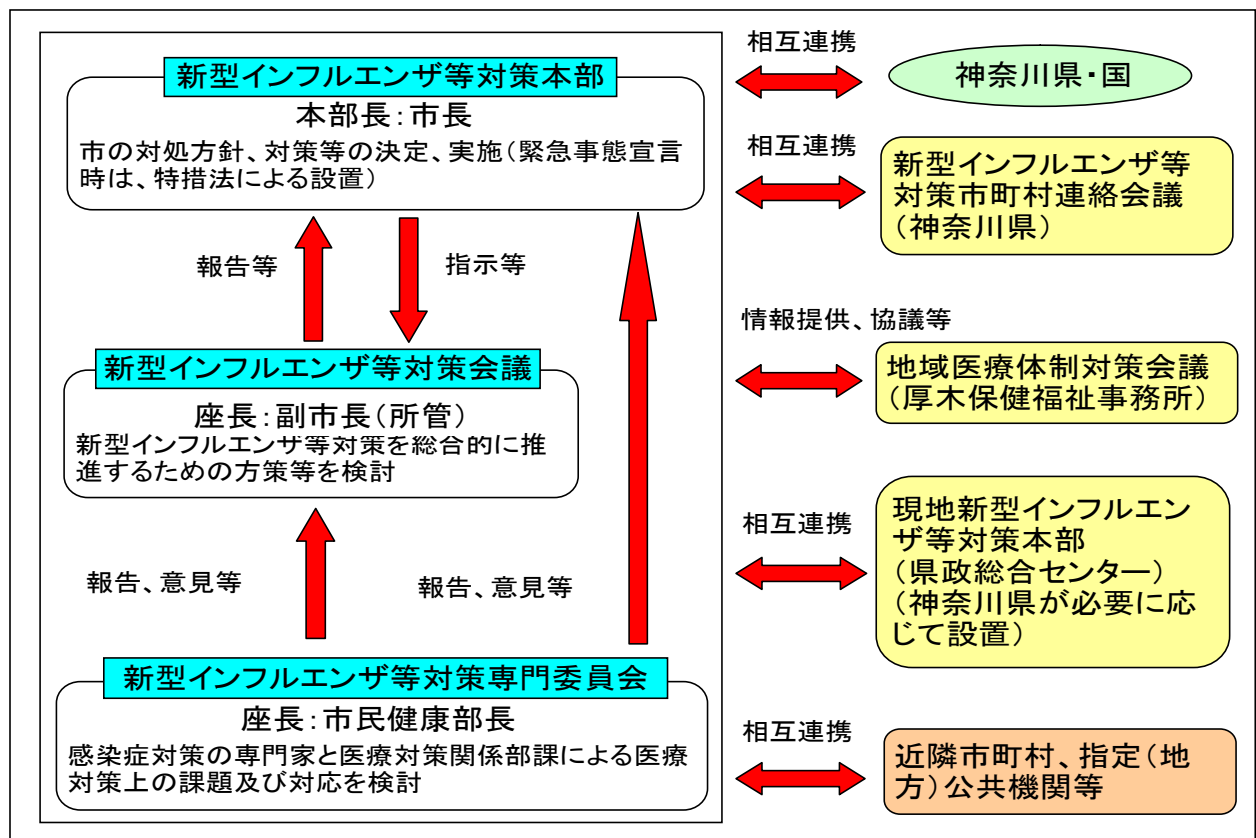 新型インフルエンザ等対策本部
本部長：市長
市の対処方針、対策等の決定、実施（緊急事態宣言
時は、特措法による設置）
報告等
指示等
新型インフルエンザ等対策会議
座長：副市長（所管）
新型インフルエンザ等対策を総合的に推
進するための方策等を検討
報告、意見等
報告、意見等
新型インフルエンザ等対策専門委員会
座長：市民健康部長
感染症対策の専門家と医療対策関係部課による医療
対策上の課題及び対応を検討
相互連携
神奈川県・国
相互連携
新型インフルエンザ等
対策市町村連絡会議
（神奈川県）
情報提供、協議等
地域医療体制対策会議
（厚木保健福祉事務所）
相互連携
現地新型インフルエン
ザ等対策本部
（県政総合センター）
（神奈川県が必要に応
じて設置）
相互連携
近隣市町村、指定（地
方）公共機関等